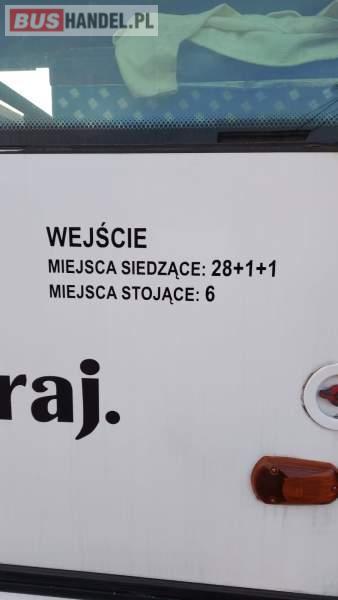 BUSHANDEL.PL
WEJŚCIE
MIEJSCA SIEDZĄCE: 28+1+1
MIEJSCA STOJĄCE: 6
raj.